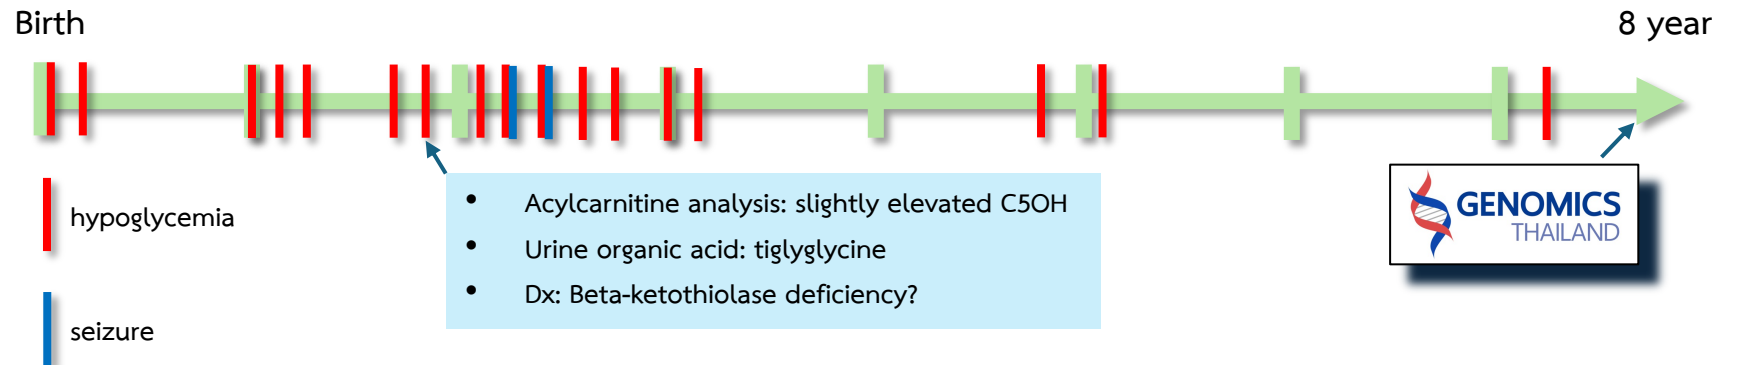 Birth
8 year
hypoglycemia
seizure
• Acylcarnitine analysis: slightly elevated C5OH
• Urine organic acid: tiglyglycine
• Dx: Beta-ketothiolase deficiency?
GENOMICS
THAILAND